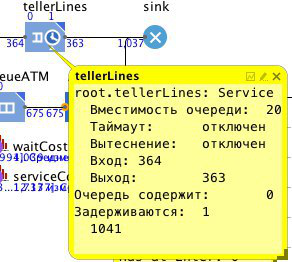 tellerLines
sink
0 1
364
363
1,037
tellerLines
root.tellerLines: Service
Вместимость очереди: 20
Таймаут: отключен
Вытеснение: отключен
Вход: 364
Выход: 363
Очередь содержит: 0
Задерживаются: 1
1041
eueATM
675
675
waitCost
serviceCo